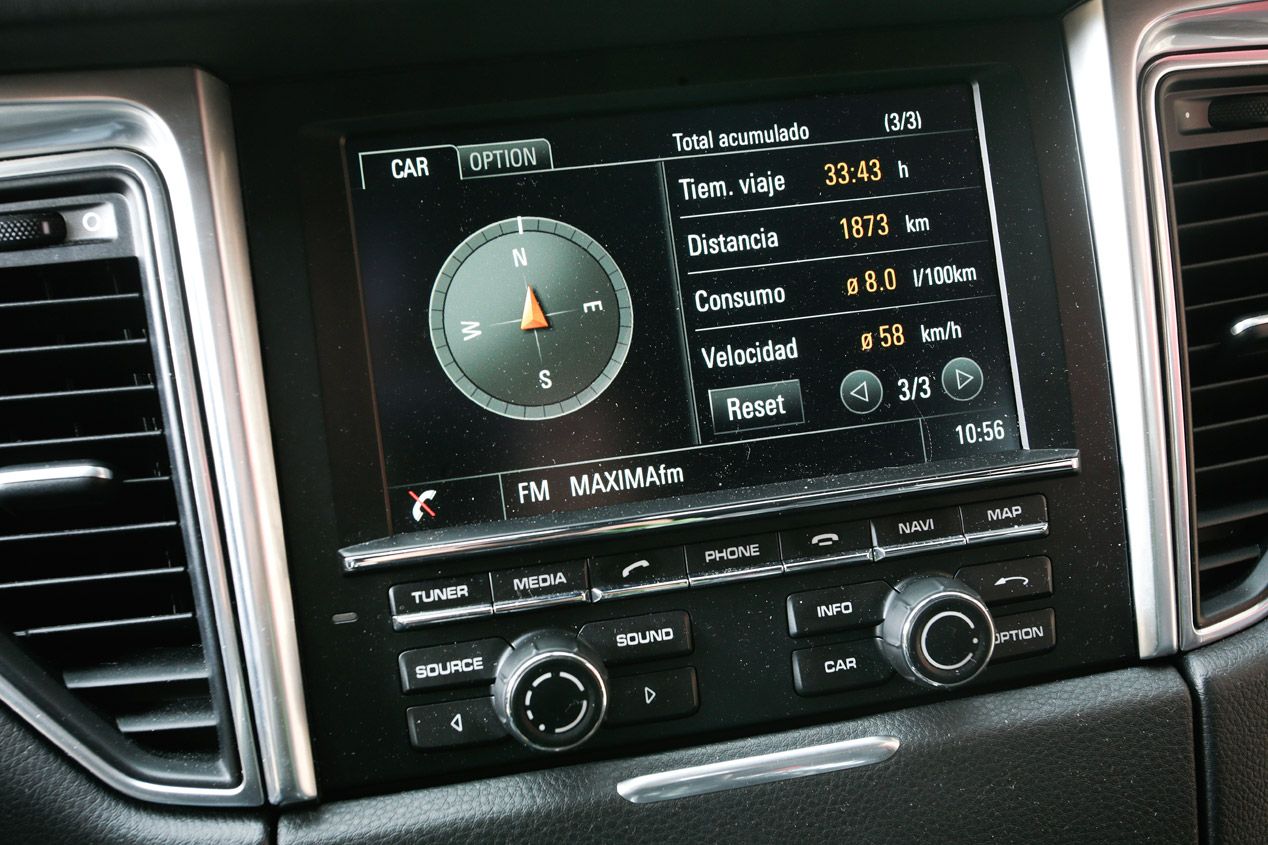 CAR OPTION Total acumulado (3/3)
Tiem. viaje 33:43 h
Distancia 1873 km
Consumo ø 8.0 l/100km
Velocidad ø 58 km/h
Reset 3/3
N
E
S
W
10:56
FM MAXIMAfm
TUNER MEDIA PHONE NAVI MAP
SOURCE SOUND INFO
CAR OPTION